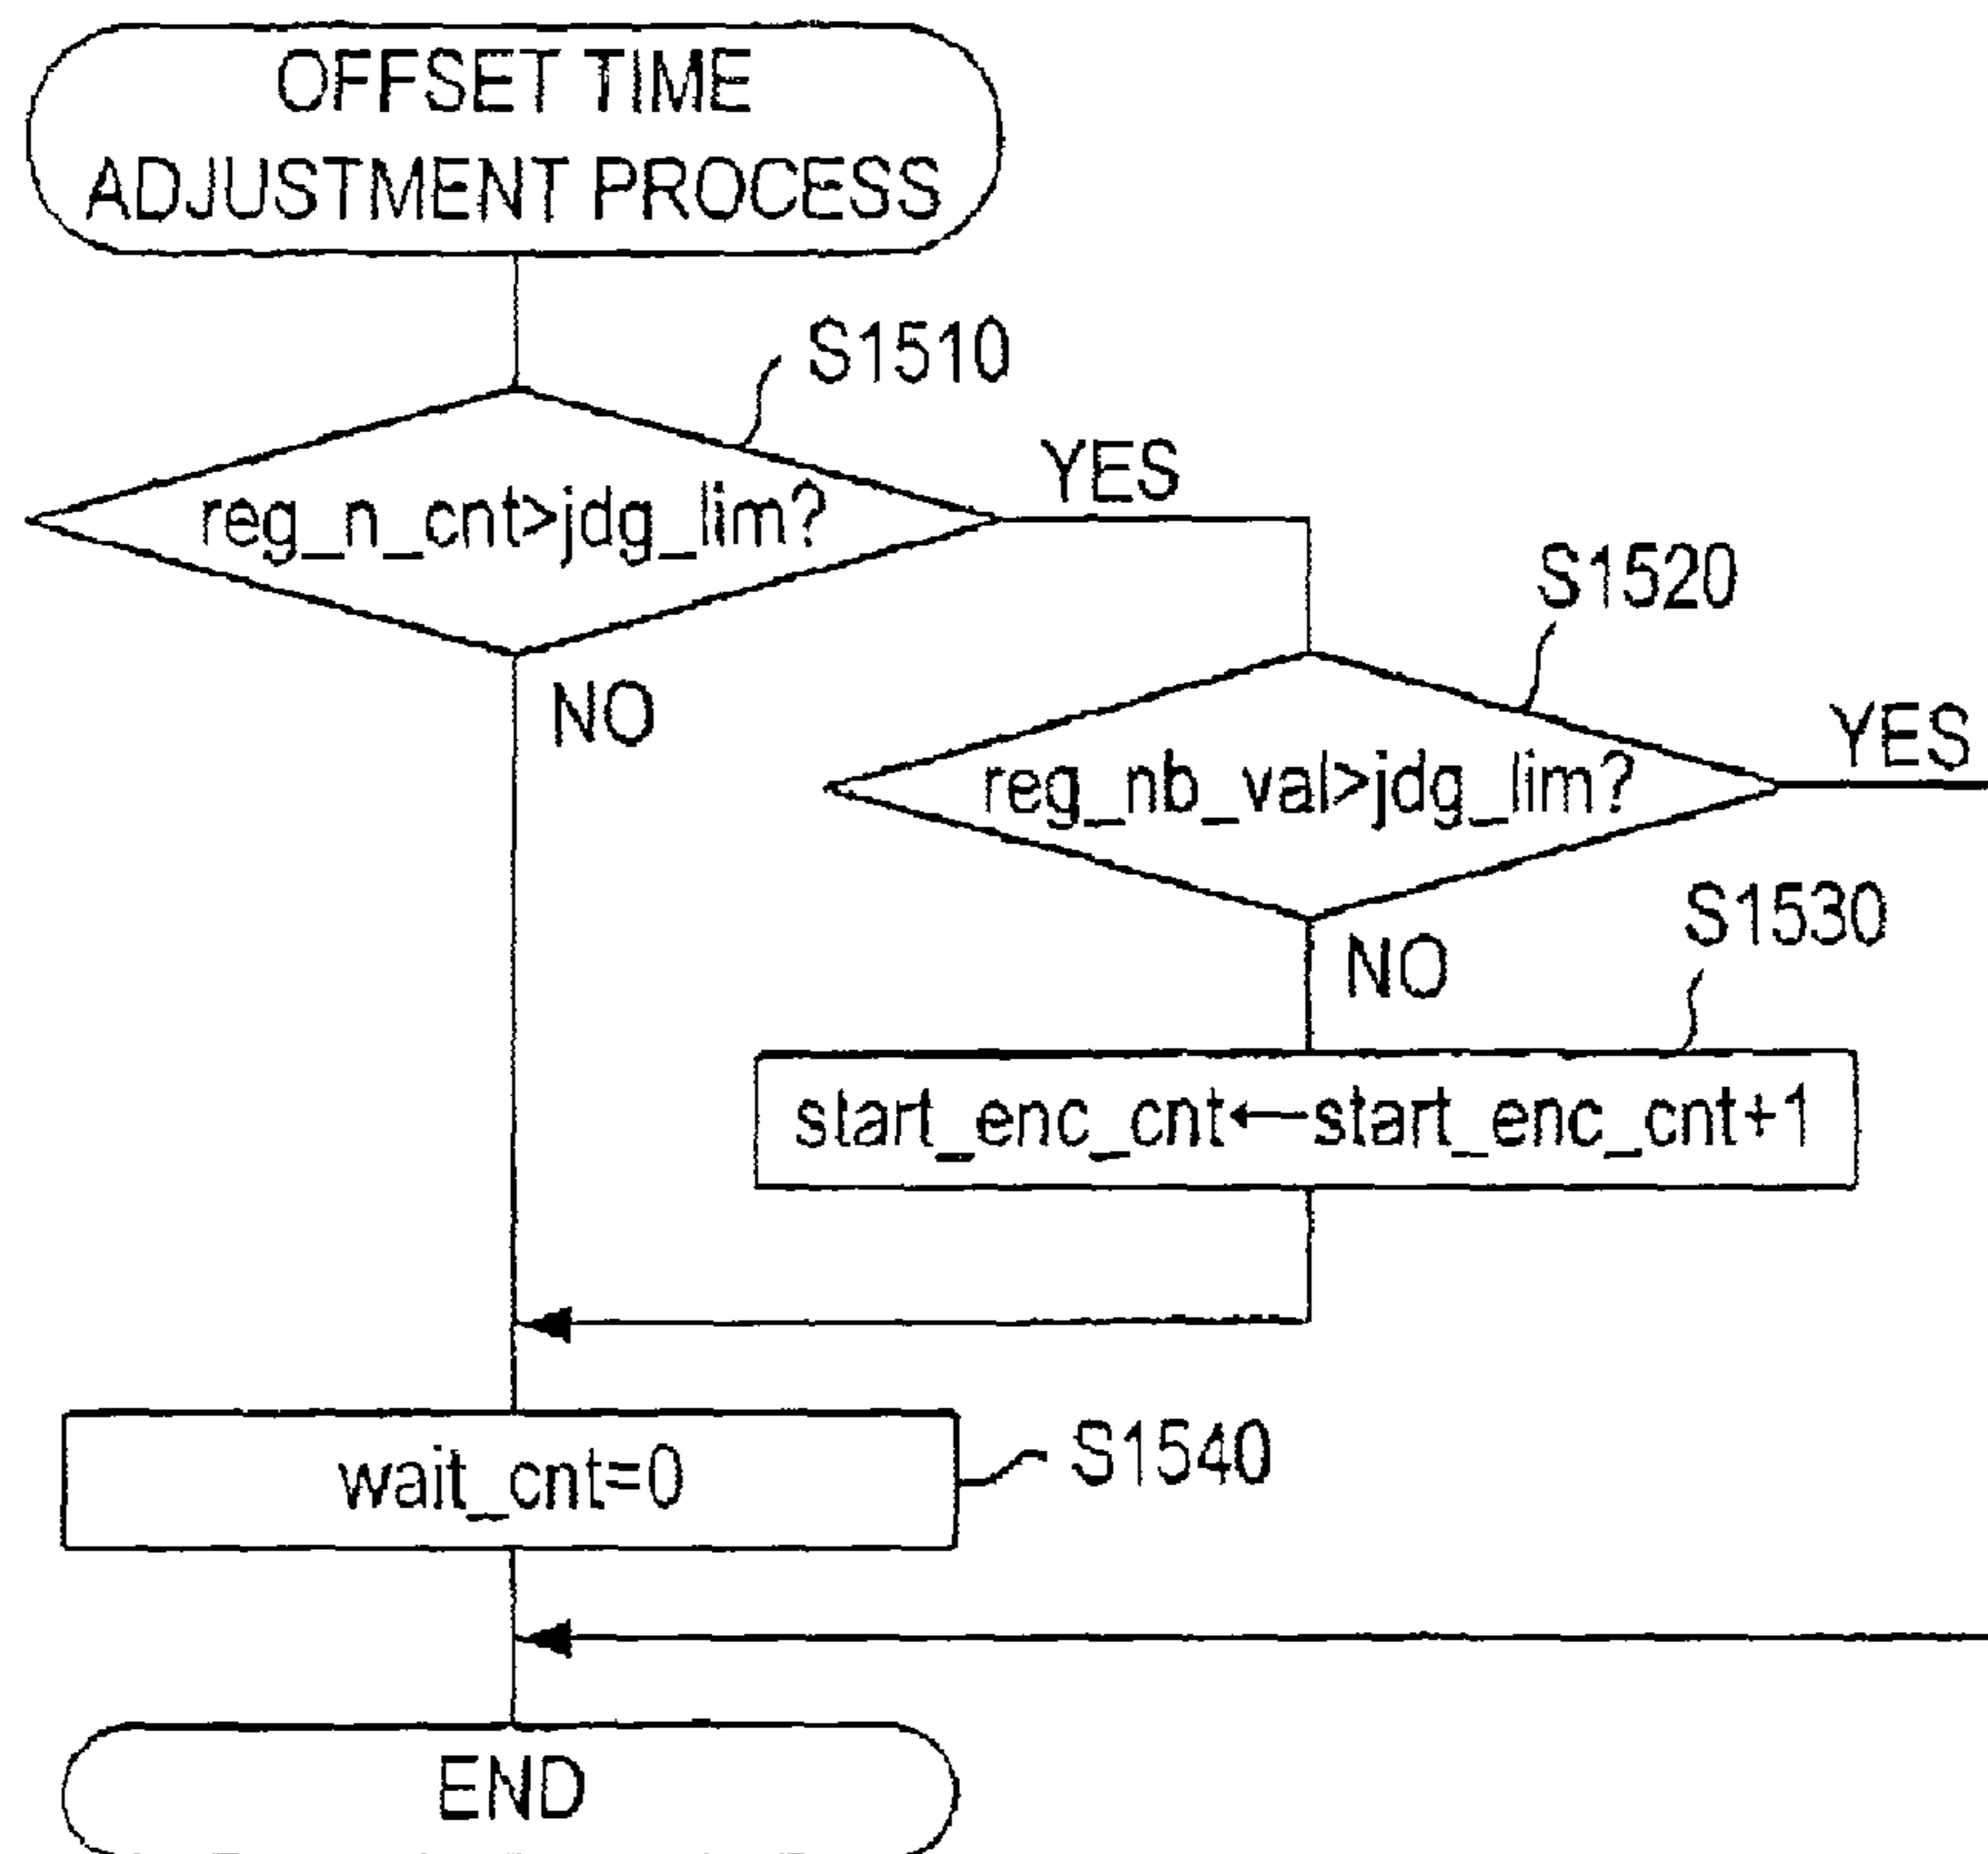 OFFSET TIME
ADJUSTMENT PROCESS
S1510
reg_n_cnt>jdg_lim?
YES
NO
S1520
reg_nb_val>jdg_lim?
YES
NO
S1530
start_enc_cnt←start_enc_cnt+1
wait_cnt=0
S1540
END